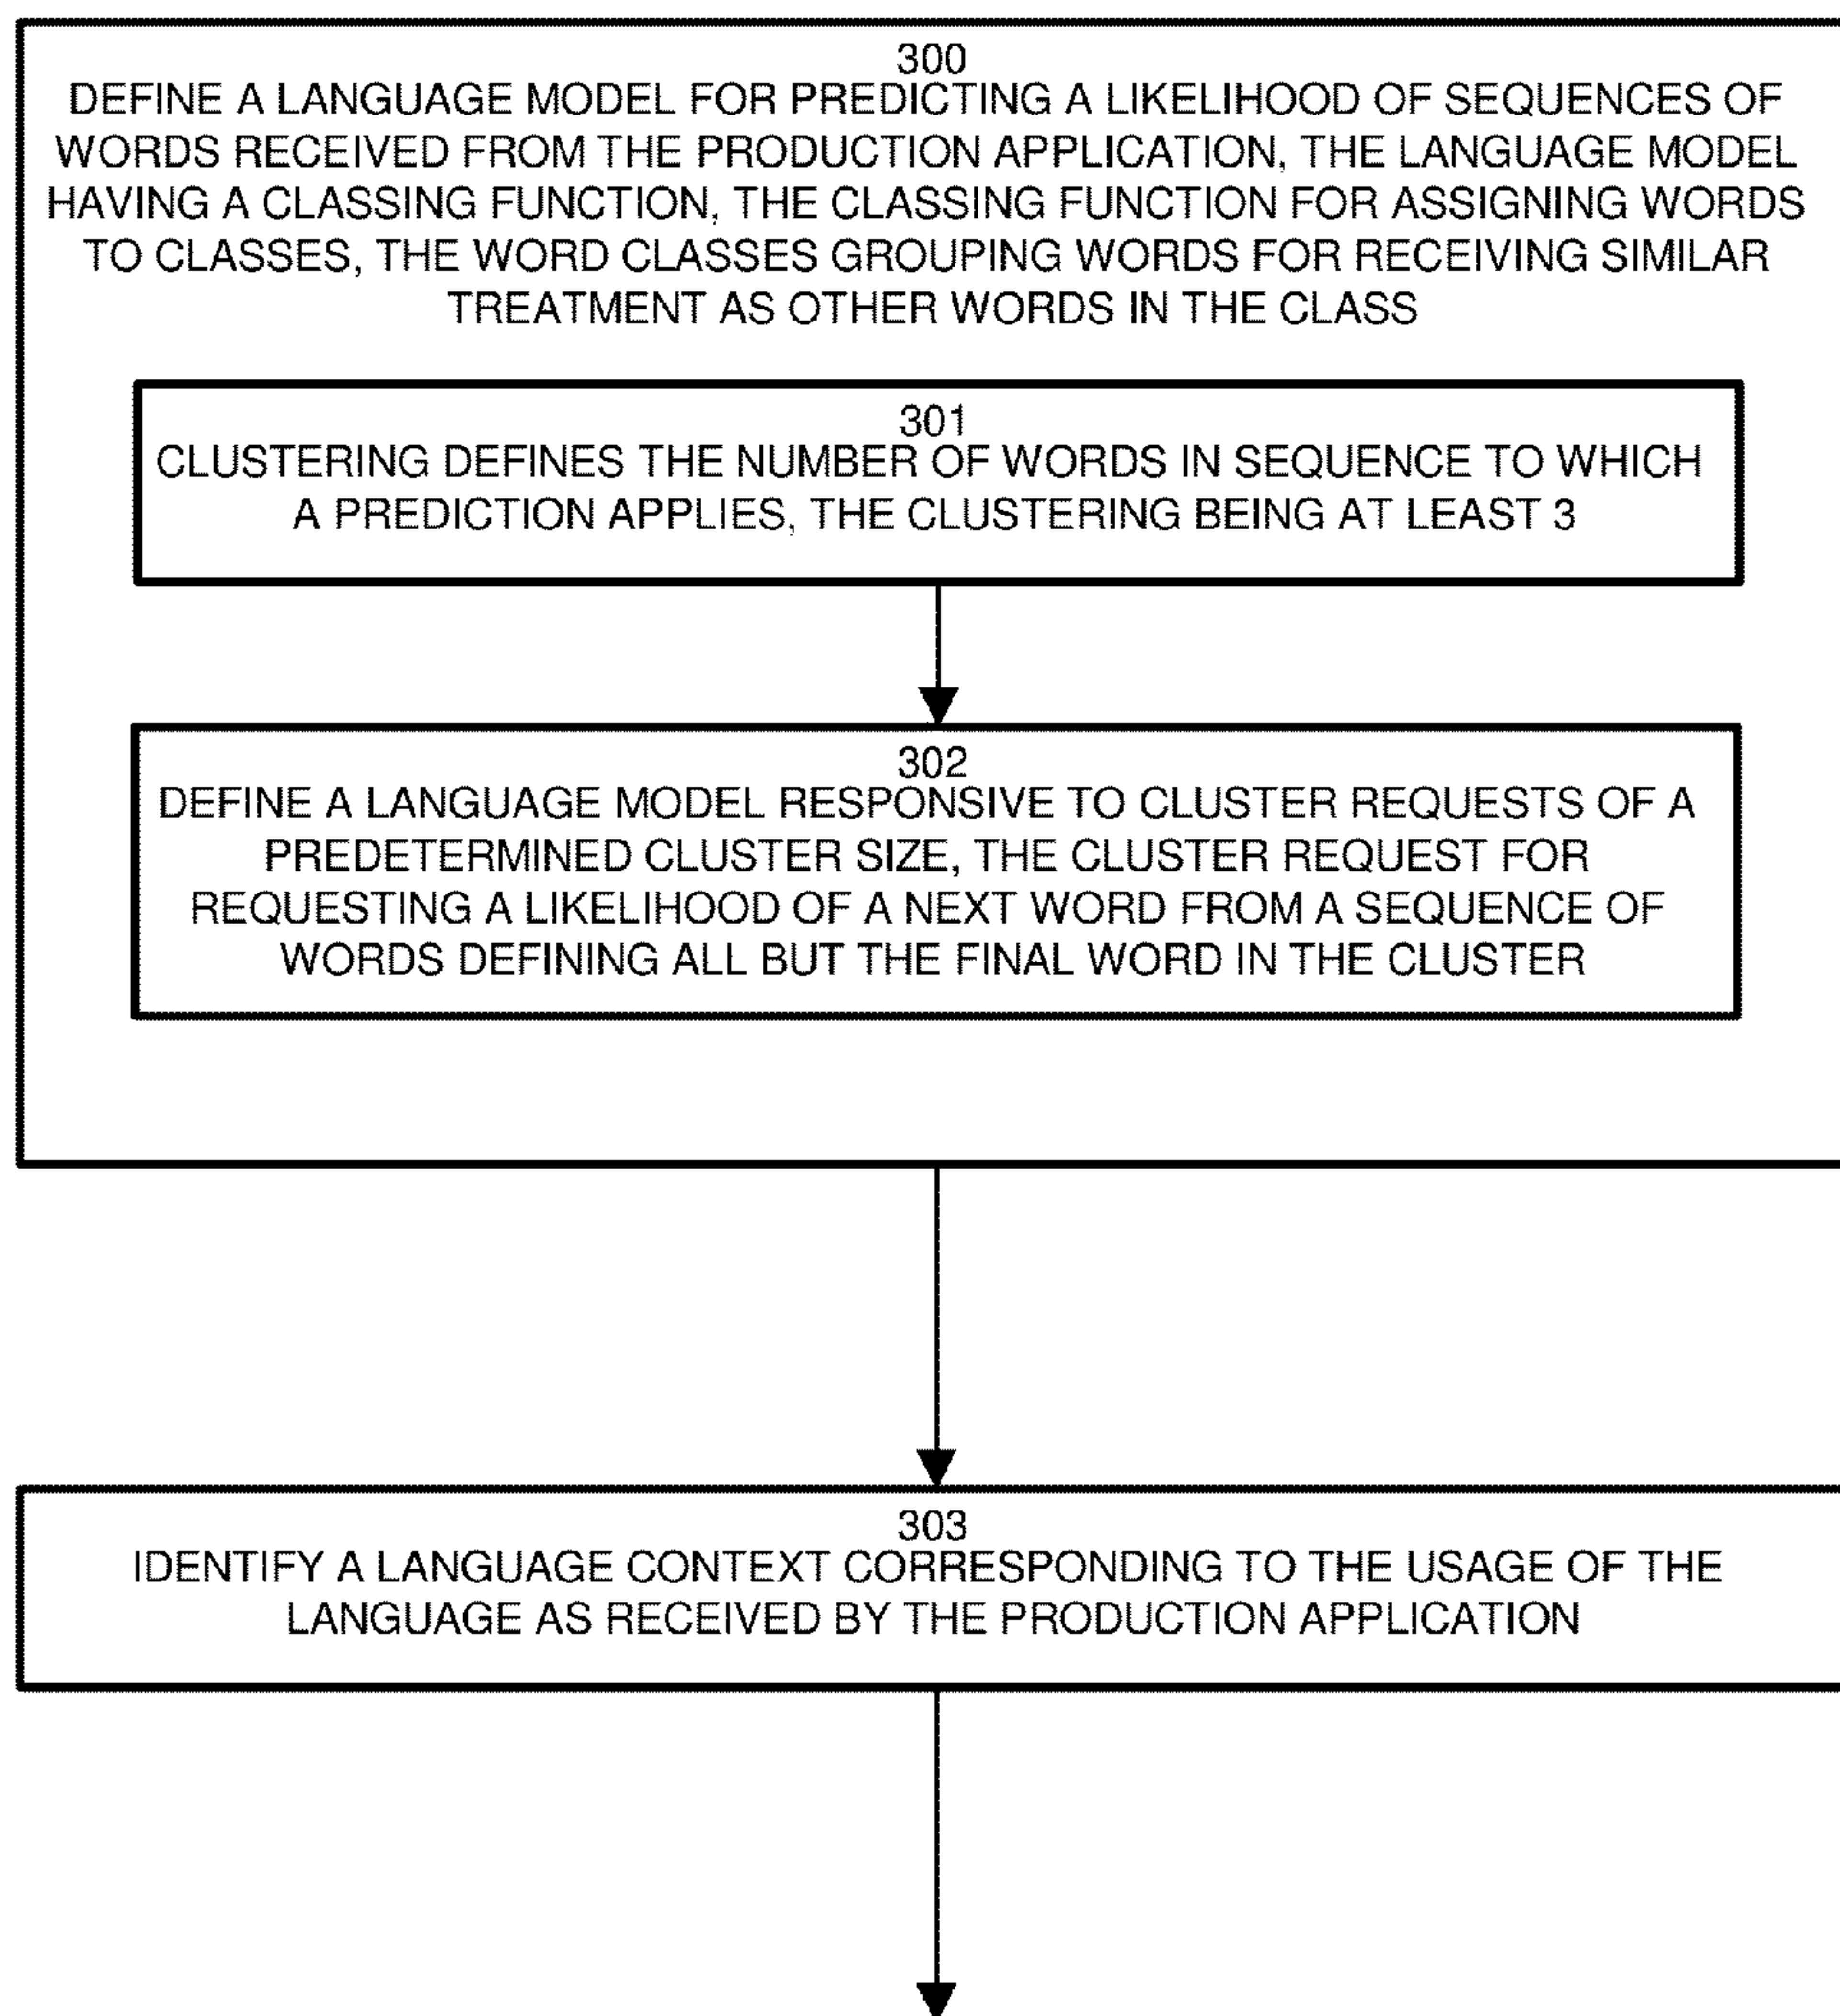 300
DEFINE A LANGUAGE MODEL FOR PREDICTING A LIKELIHOOD OF SEQUENCES OF
WORDS RECEIVED FROM THE PRODUCTION APPLICATION, THE LANGUAGE MODEL
HAVING A CLASSING FUNCTION, THE CLASSING FUNCTION FOR ASSIGNING WORDS
TO CLASSES, THE WORD CLASSES GROUPING WORDS FOR RECEIVING SIMILAR
TREATMENT AS OTHER WORDS IN THE CLASS
301
CLUSTERING DEFINES THE NUMBER OF WORDS IN SEQUENCE TO WHICH
A PREDICTION APPLIES, THE CLUSTERING BEING AT LEAST 3
302
DEFINE A LANGUAGE MODEL RESPONSIVE TO CLUSTER REQUESTS OF A
PREDETERMINED CLUSTER SIZE, THE CLUSTER REQUEST FOR
REQUESTING A LIKELIHOOD OF A NEXT WORD FROM A SEQUENCE OF
WORDS DEFINING ALL BUT THE FINAL WORD IN THE CLUSTER
303
IDENTIFY A LANGUAGE CONTEXT CORRESPONDING TO THE USAGE OF THE
LANGUAGE AS RECEIVED BY THE PRODUCTION APPLICATION